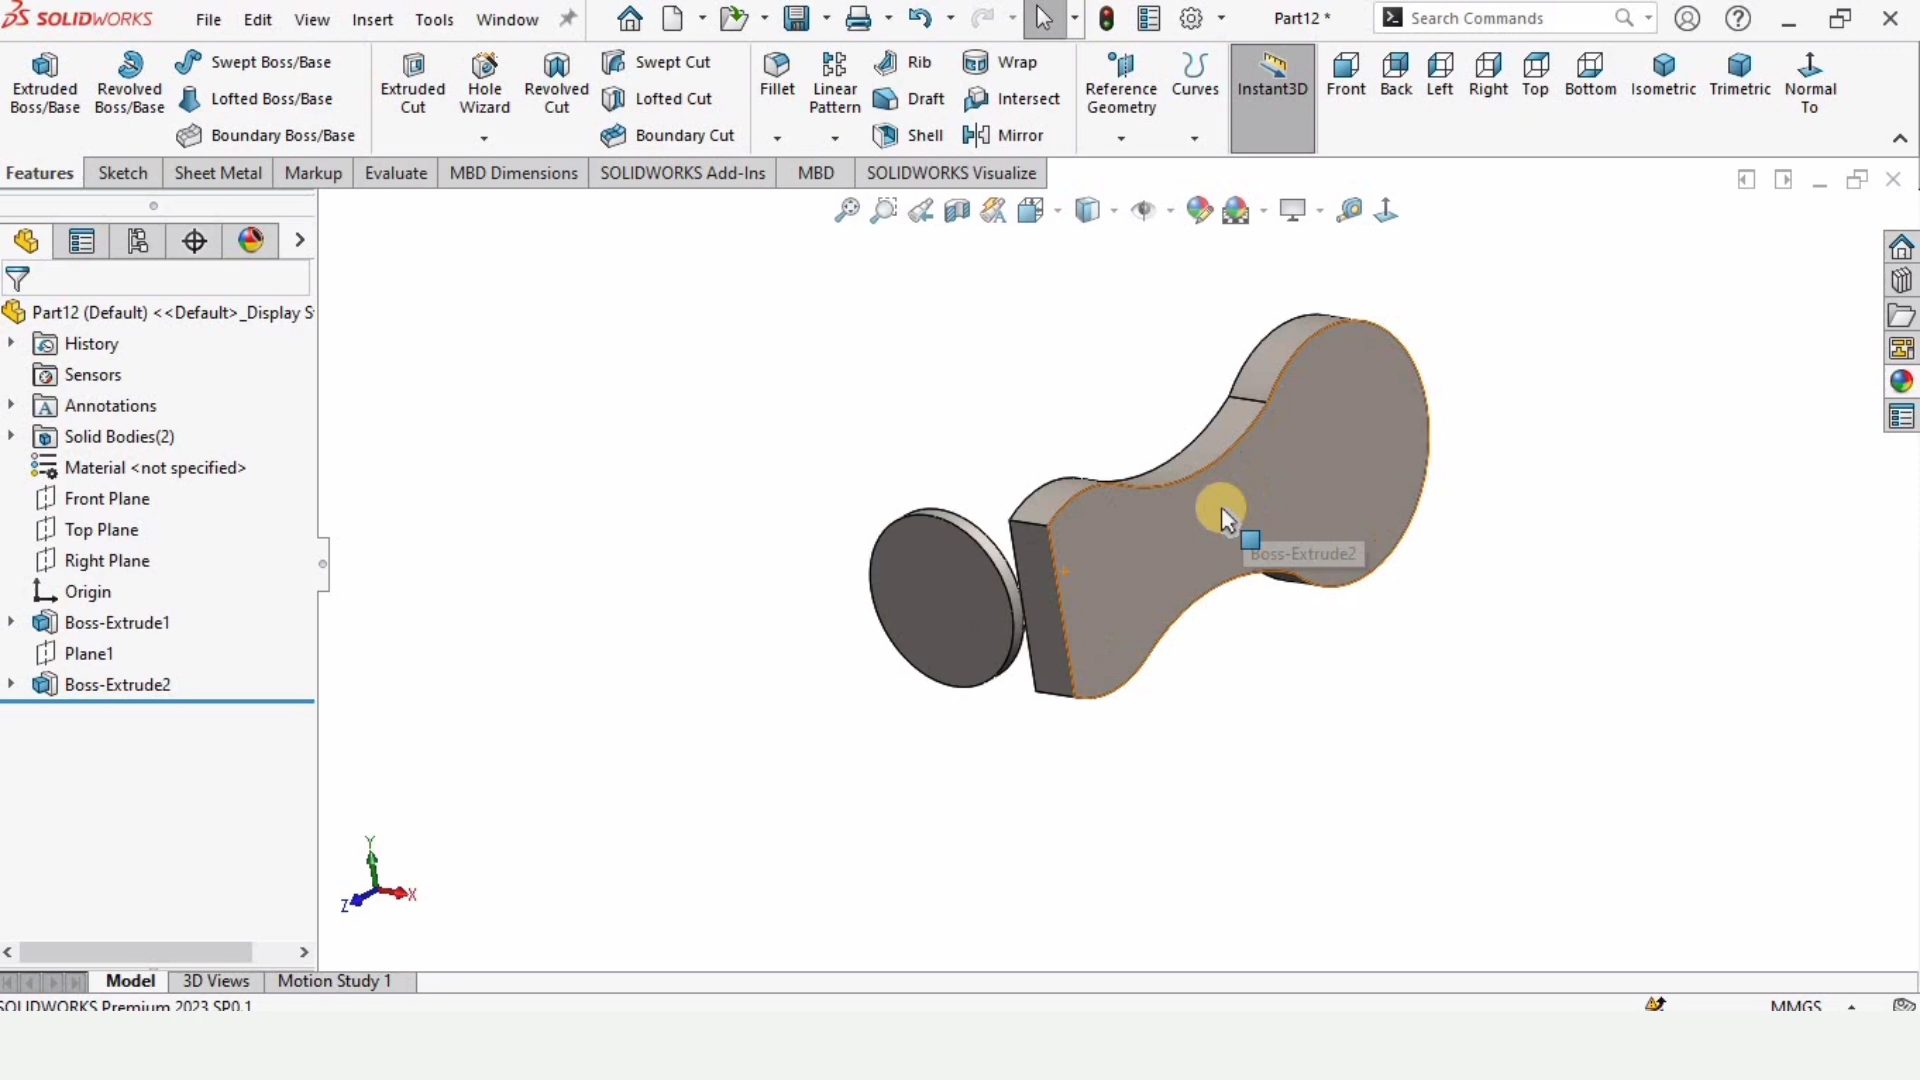 SOLIDWORKS File Edit View Insert Tools Window Part12 * Search Commands
Extruded Boss/Base
Revolved Boss/Base
Swept Boss/Base
Lofted Boss/Base
Boundary Boss/Base
Extruded Cut
Hole Wizard
Revolved Cut
Swept Cut
Lofted Cut
Boundary Cut
Fillet
Linear Pattern
Rib
Draft
Shell
Wrap
Intersect
Mirror
Reference Geometry
Curves
Instant3D
Front
Back
Left
Right
Top
Bottom
Isometric
Trimetric
Normal To
Features Sketch Sheet Metal Markup Evaluate MBD Dimensions SOLIDWORKS Add-Ins MBD SOLIDWORKS Visualize
Part12 (Default) <<Default>_Display S
History
Sensors
Annotations
Solid Bodies(2)
Material <not specified>
Front Plane
Top Plane
Right Plane
Origin
Boss-Extrude1
Plane1
Boss-Extrude2
Boss-Extrude2
Y
Z
X
Model 3D Views Motion Study 1
SOLIDWORKS Premium 2023 SP0.1 MMGS